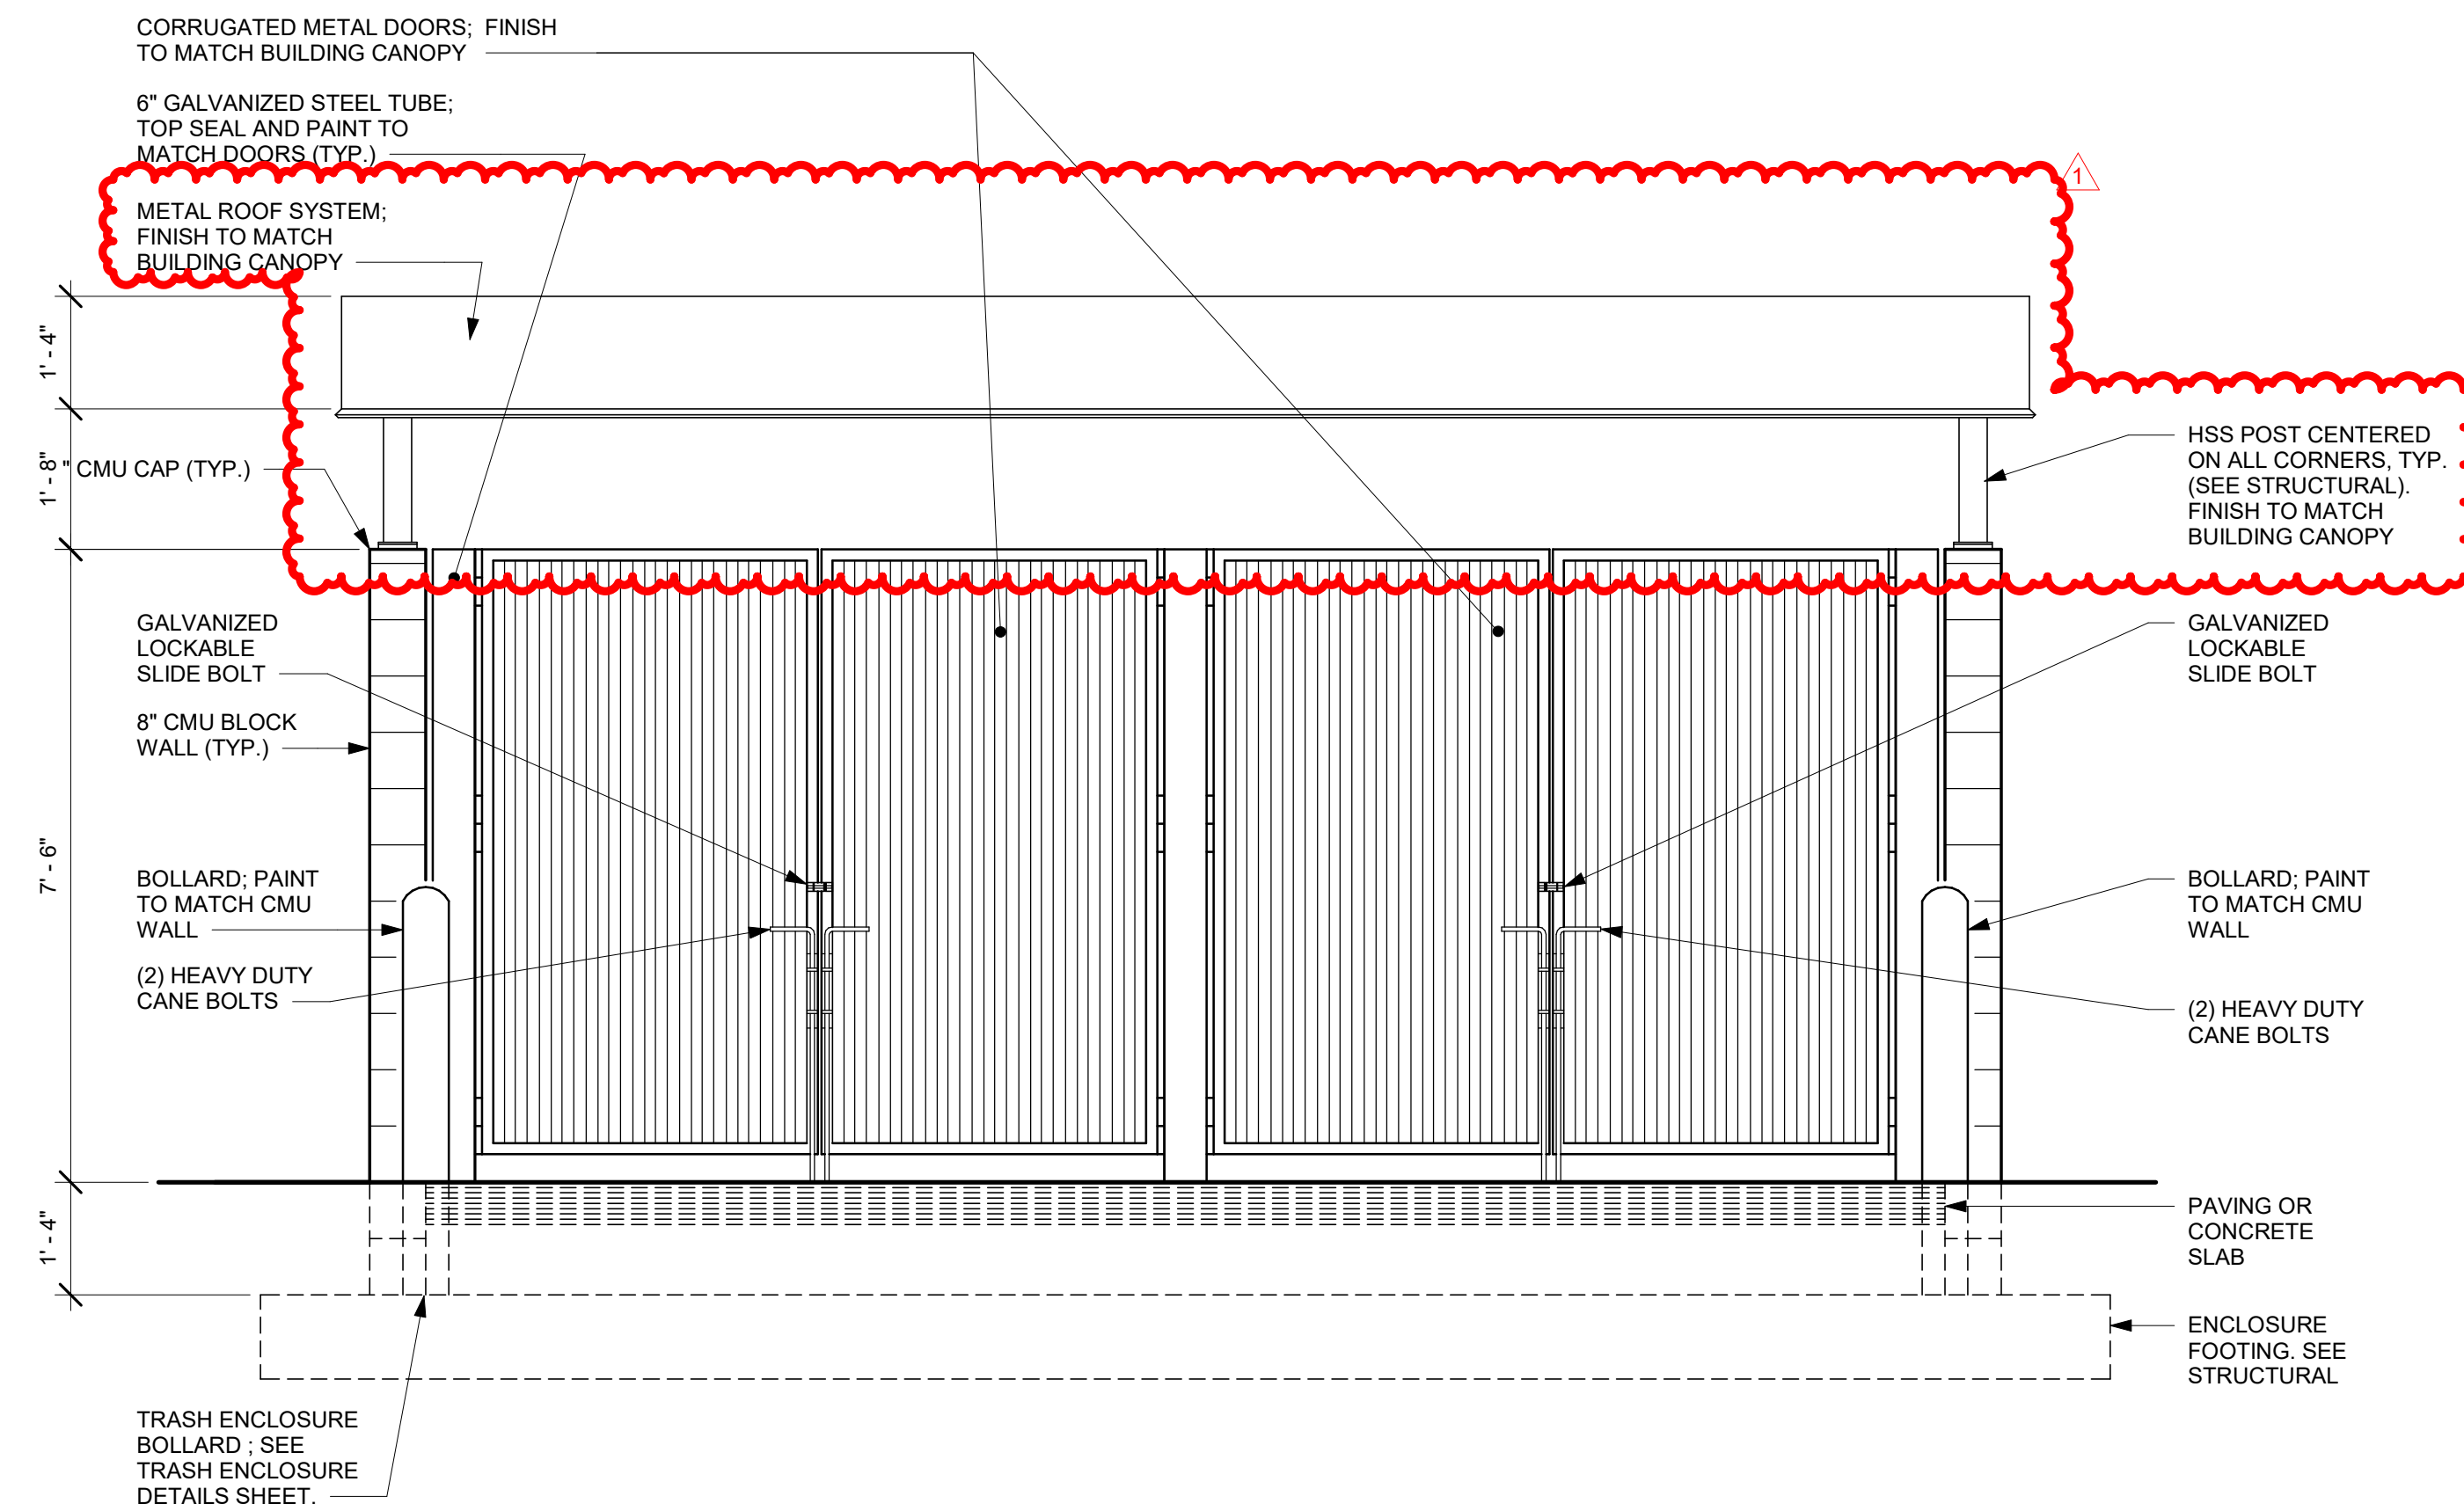 CORRUGATED METAL DOORS; FINISH
TO MATCH BUILDING CANOPY
6" GALVANIZED STEEL TUBE;
TOP SEAL AND PAINT TO
MATCH DOORS (TYP.)
1
METAL ROOF SYSTEM;
FINISH TO MATCH
BUILDING CANOPY
1' - 4"
1' - 8"
" CMU CAP (TYP.)
HSS POST CENTERED
ON ALL CORNERS, TYP.
(SEE STRUCTURAL).
FINISH TO MATCH
BUILDING CANOPY
GALVANIZED
LOCKABLE
SLIDE BOLT
GALVANIZED
LOCKABLE
SLIDE BOLT
8" CMU BLOCK
WALL (TYP.)
7' - 6"
BOLLARD; PAINT
TO MATCH CMU
WALL
BOLLARD; PAINT
TO MATCH CMU
WALL
(2) HEAVY DUTY
CANE BOLTS
(2) HEAVY DUTY
CANE BOLTS
1' - 4"
PAVING OR
CONCRETE
SLAB
ENCLOSURE
FOOTING. SEE
STRUCTURAL
TRASH ENCLOSURE
BOLLARD ; SEE
TRASH ENCLOSURE
DETAILS SHEET.